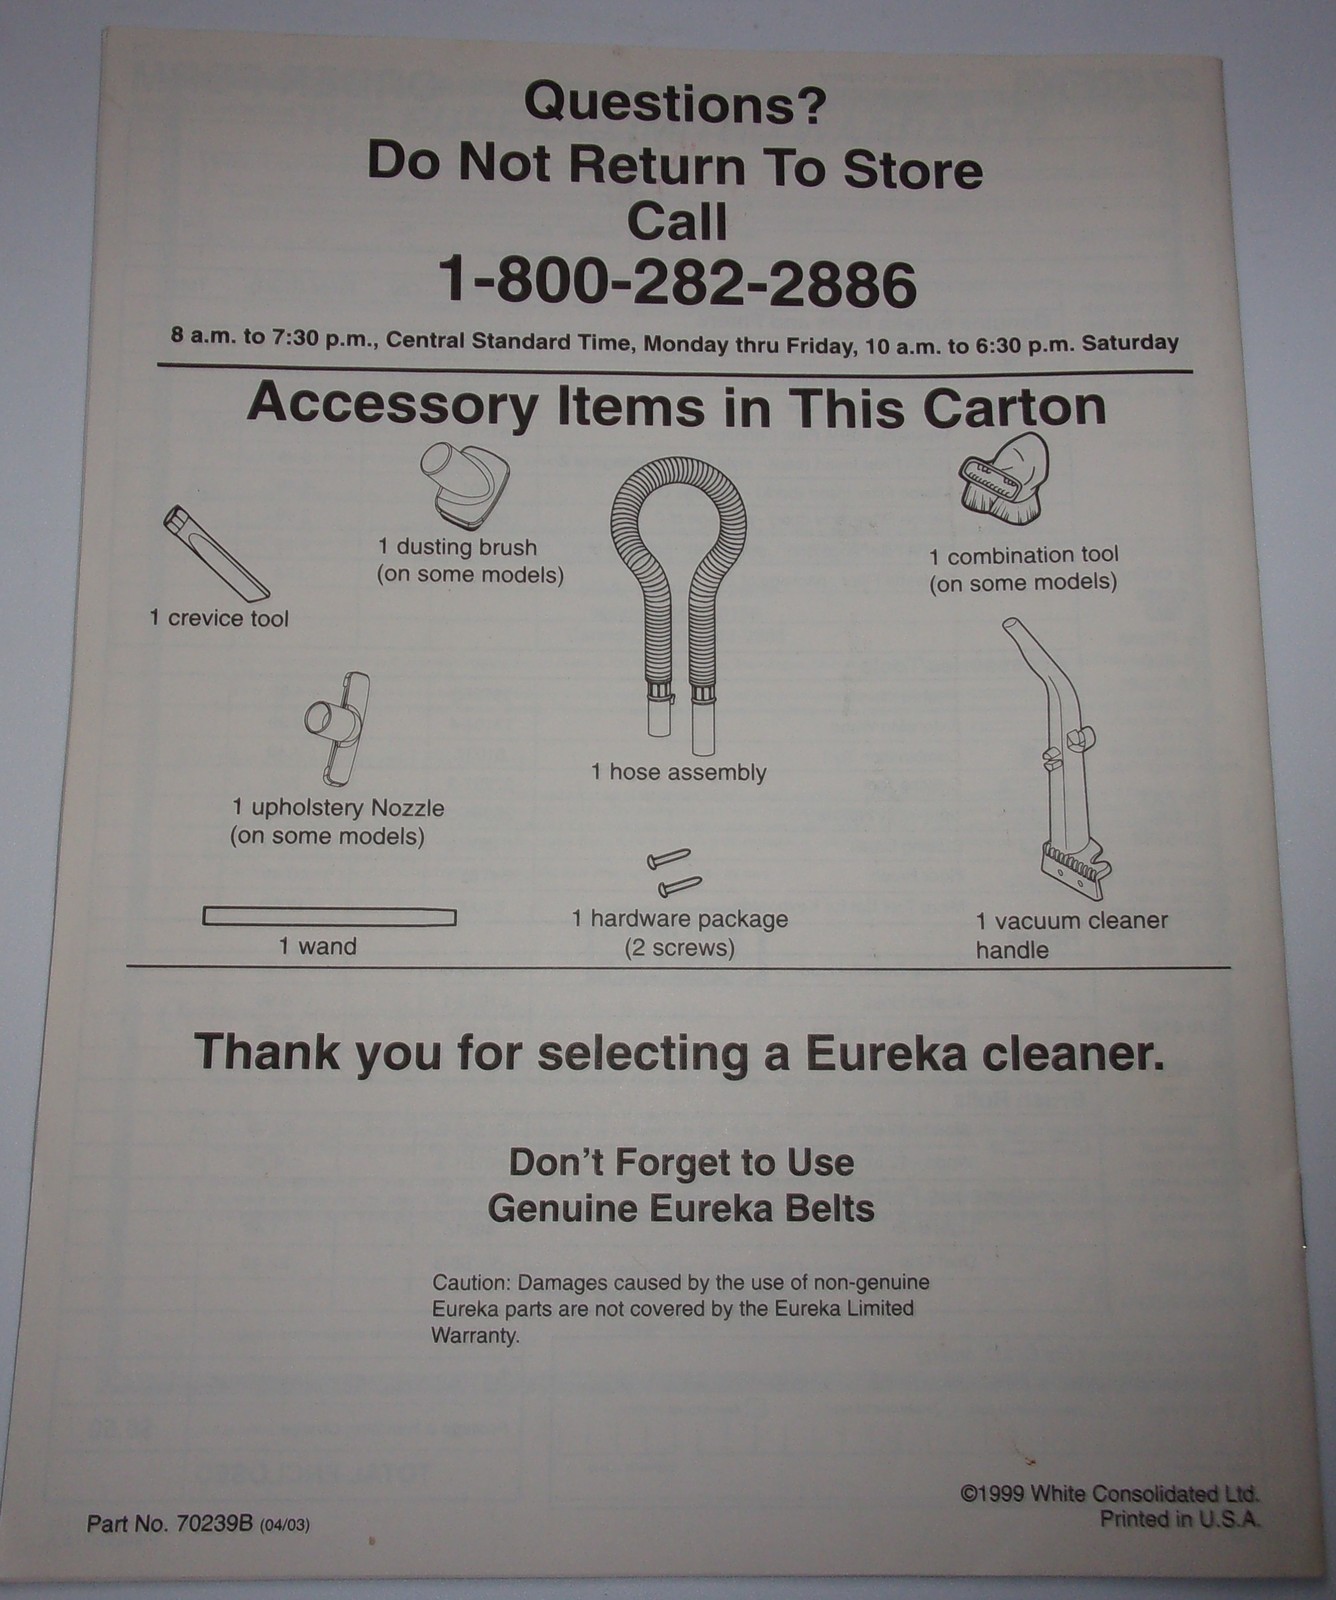 Questions?
Do Not Return To Store
Call
1-800-282-2886
8 a.m. to 7:30 p.m., Central Standard Time, Monday thru Friday, 10 a.m. to 6:30 p.m. Saturday
Accessory Items in This Carton
1 crevice tool
1 dusting brush
(on some models)
1 hose assembly
1 combination tool
(on some models)
1 upholstery Nozzle
(on some models)
1 wand
1 hardware package
(2 screws)
1 vacuum cleaner
handle
Thank you for selecting a Eureka cleaner.
Don't Forget to Use
Genuine Eureka Belts
Caution: Damages caused by the use of non-genuine
Eureka parts are not covered by the Eureka Limited
Warranty.
Part No. 70239B (04/03)
©1999 White Consolidated Ltd.
Printed in U.S.A.